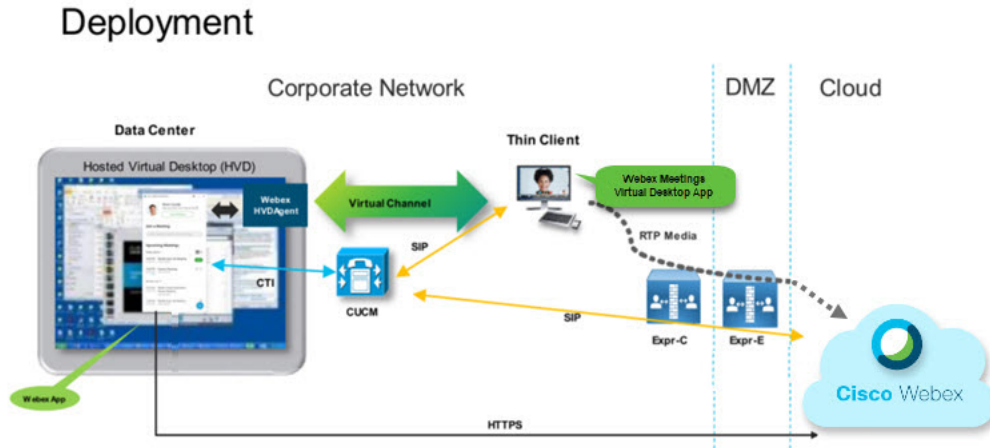 Deployment
Corporate Network
DMZ
Cloud
Data Center
Thin Client
Hosted Virtual Desktop (HVD)
Webex
HVDAgent
Virtual Channel
Webex Meetings
Virtual Desktop App
RTP Media
SIP
CTI
CUCM
SIP
Expr-C
Expr-E
Cisco Webex
Webex App
HTTPS